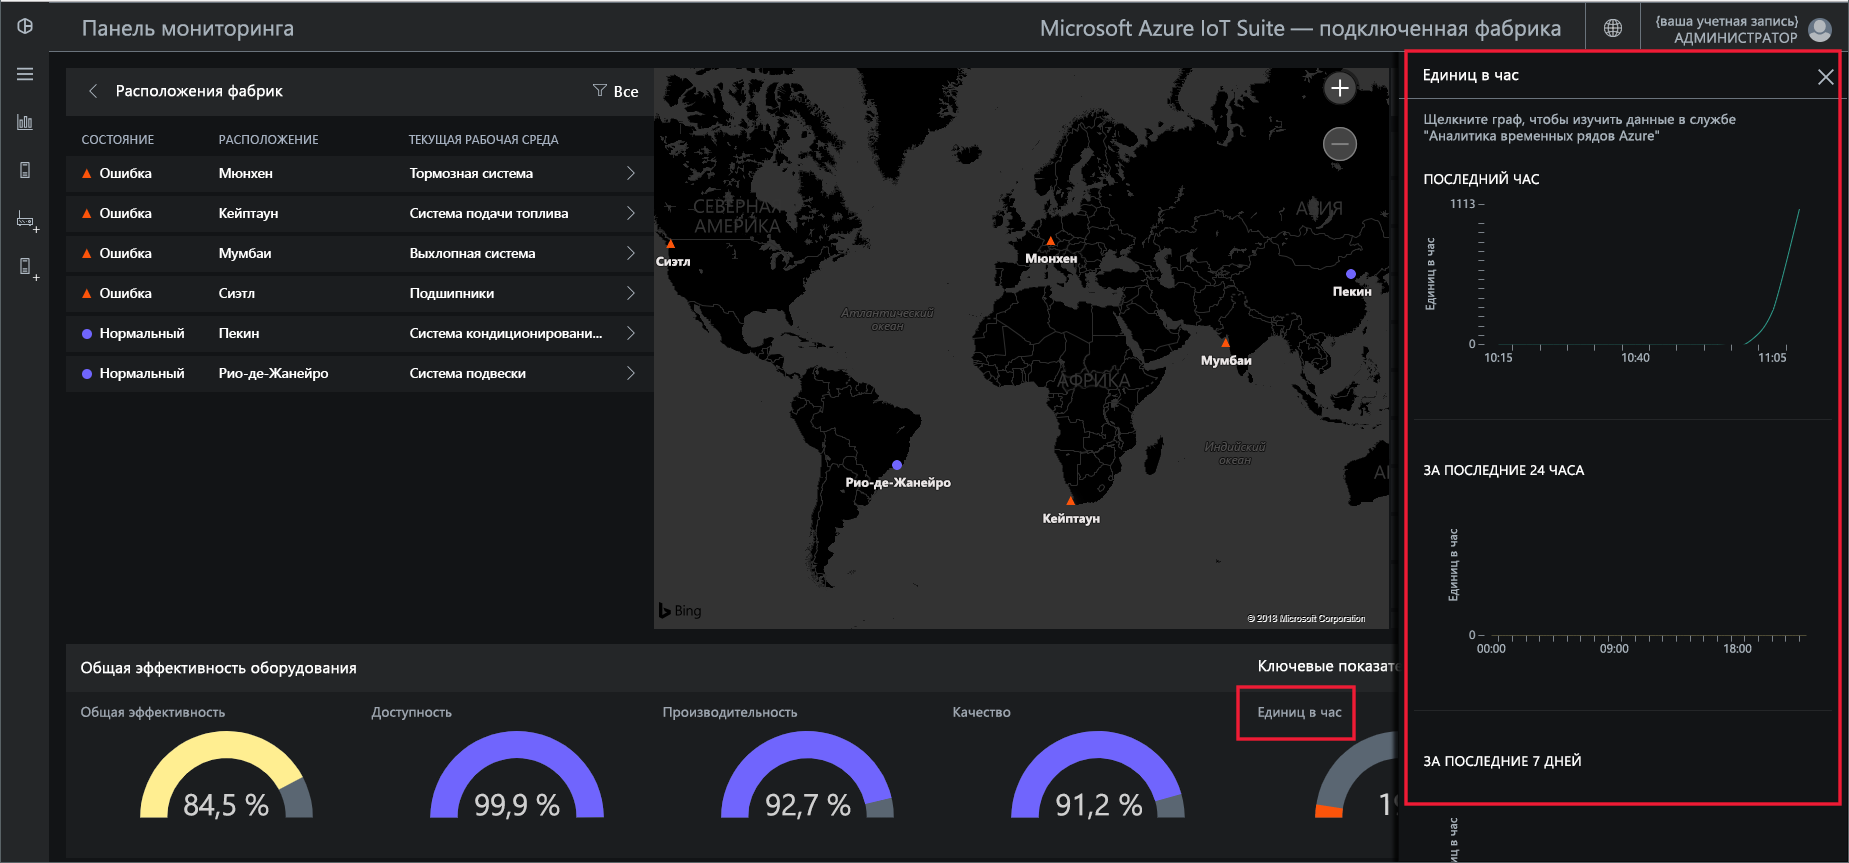 Панель мониторинга
Microsoft Azure IoT Suite — подключенная фабрика
{ваша учетная запись}
АДМИНИСТРАТОР
Расположения фабрик
Все
СОСТОЯНИЕ РАСПОЛОЖЕНИЕ ТЕКУЩАЯ РАБОЧАЯ СРЕДА
Ошибка Мюнхен Тормозная система
Ошибка Кейптаун Система подачи топлива
Ошибка Мумбаи Выхлопная система
Ошибка Сиэтл Подшипники
Нормальный Пекин Система кондиционировани...
Нормальный Рио-де-Жанейро Система подвески
СЕВЕРНАЯ
АМЕРИКА
АЗИЯ
Сиэтл
Мюнхен
Пекин
Атлантический
океан
Мумбаи
АФРИКА
Индийский
океан
Рио-де-Жанейро
Кейптаун
Bing
© 2018 Microsoft Corporation
Общая эффективность оборудования
Ключевые показате
Общая эффективность
84,5 %
Доступность
99,9 %
Производительность
92,7 %
Качество
91,2 %
Единиц в час
Единиц в час
Щелкните граф, чтобы изучить данные в службе
"Аналитика временных рядов Azure"
ПОСЛЕДНИЙ ЧАС
1113
Единиц в час
0
10:15 10:40 11:05
ЗА ПОСЛЕДНИЕ 24 ЧАСА
Единиц в час
0
00:00 09:00 18:00
ЗА ПОСЛЕДНИЕ 7 ДНЕЙ
ц в час